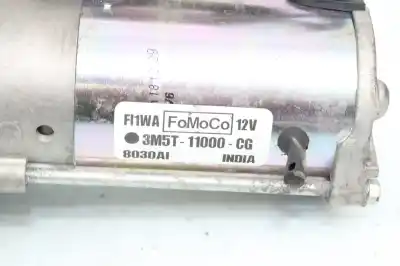 FI1WA FoMoCo 12V
3M5T-11000-CG
8030AI INDIA